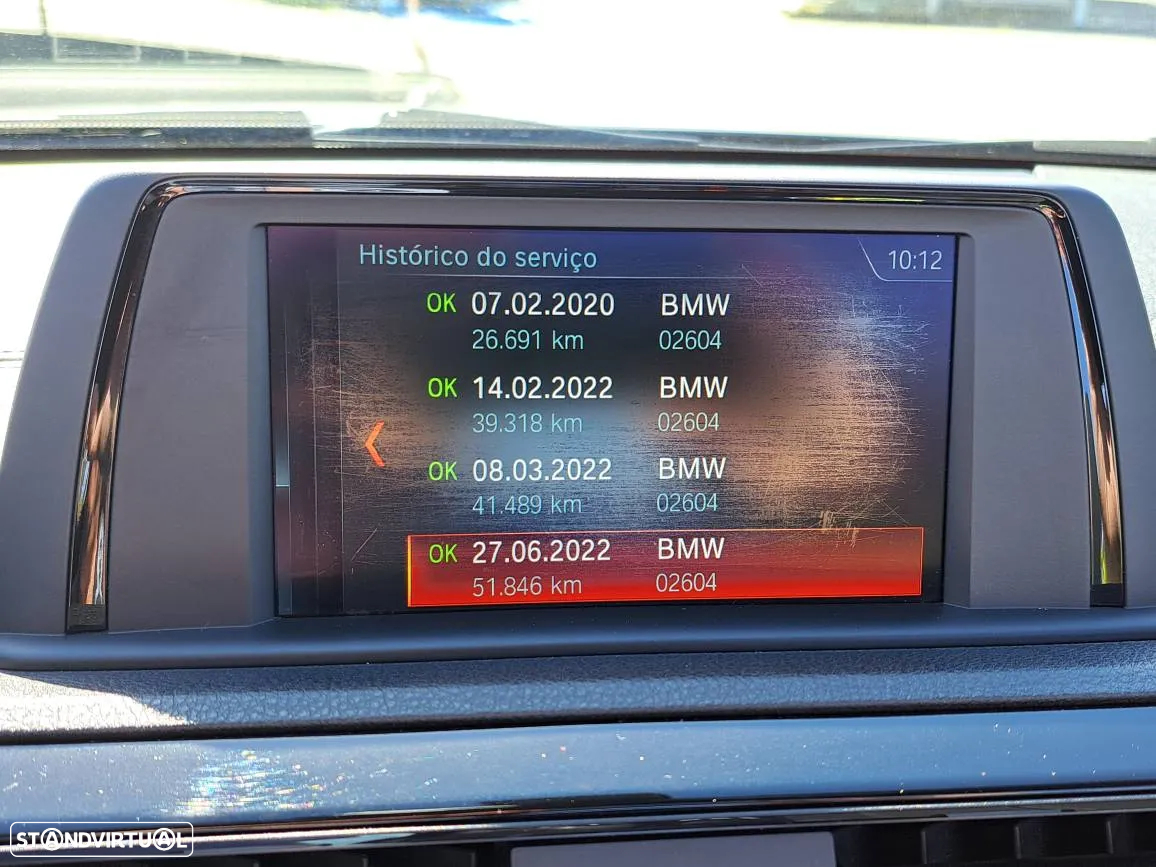 Histórico do serviço 10:12
OK 07.02.2020 BMW
26.691 km 02604
OK 14.02.2022 BMW
39.318 km 02604
OK 08.03.2022 BMW
41.489 km 02604
OK 27.06.2022 BMW
51.846 km 02604
STANDVIRTUAL